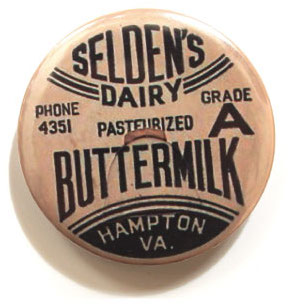 SELDEN'S
DAIRY
PHONE
4351
PASTEURIZED
GRADE
A
BUTTERMILK
HAMPTON
VA.